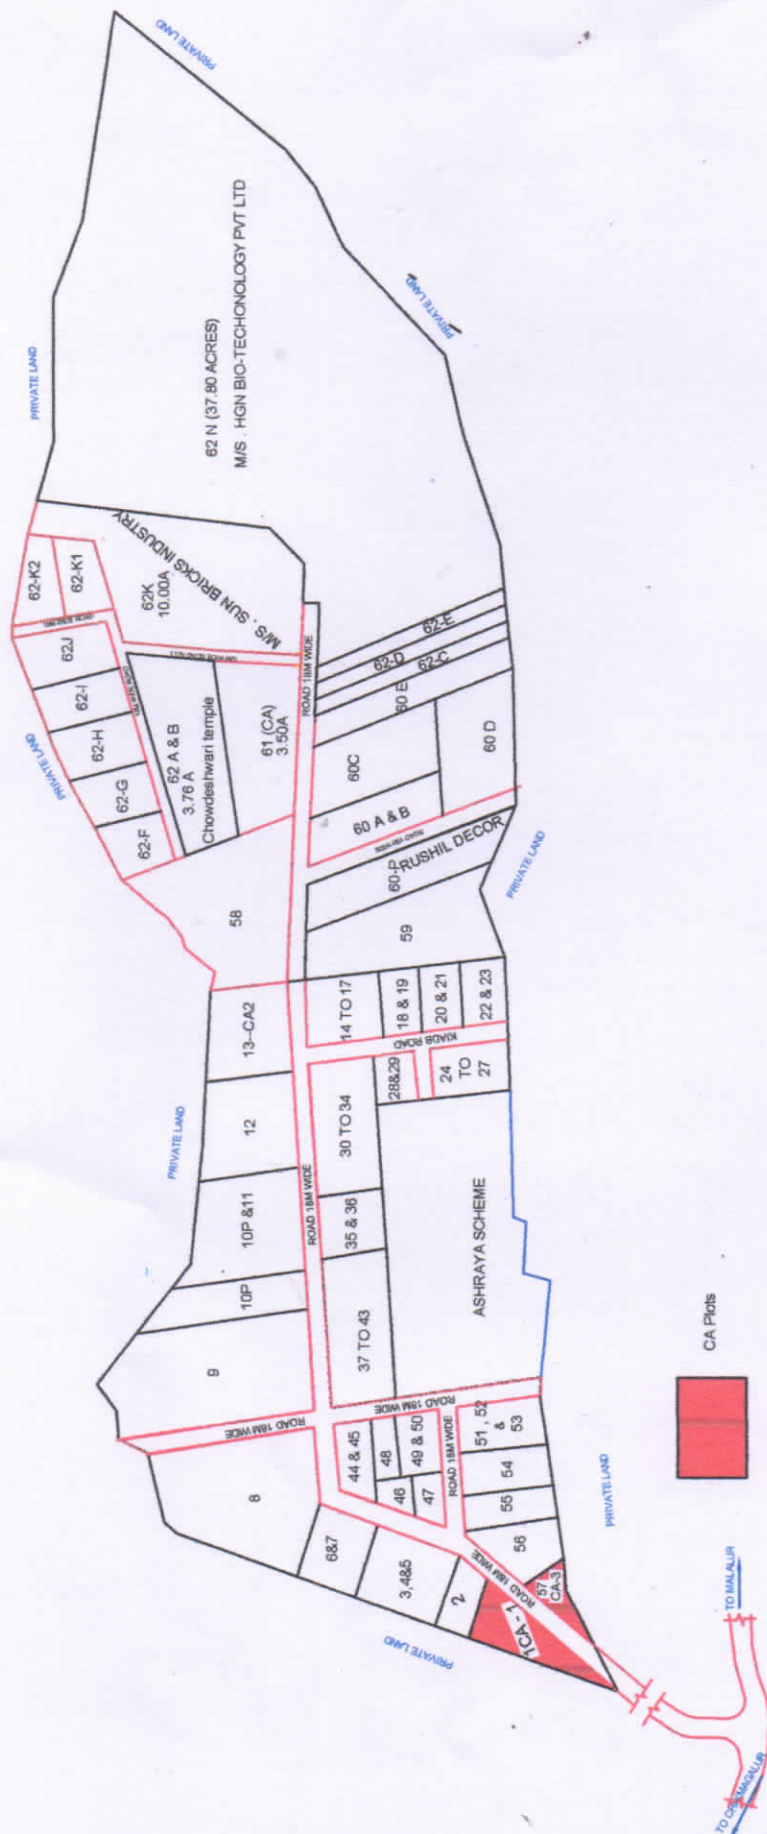 PRIVATE LAND
PRIVATE LAND
PRIVATE LAND
62 N (37.80 ACRES)
M/S . HGN BIO-TECHONOLOGY PVT LTD
62-K2
62-K1
62K
10.00A
M/S . SUN BRICKS INDUSTRY
62J
62-I
62-H
62-G
62-F
PRIVATE LAND
62 A & B
3.76 A
Chowdeshwari temple
61 (CA)
3.50A
ROAD 18M WIDE
62-E
62-D
62-C
60 E
60C
60 D
60 A & B
60-P
RUSHIL DECOR
PRIVATE LAND
58
59
13--CA2
14 TO 17
18 & 19
20 & 21
22 & 23
KIADB ROAD
28&29
24
TO
27
12
30 TO 34
PRIVATE LAND
10P &11
ROAD 18M WIDE
35 & 36
10P
37 TO 43
ASHRAYA SCHEME
9
ROAD 18M WIDE
ROAD 18M WIDE
8
44 & 45
48
49 & 50
46
47
ROAD 18M WIDE
51 , 52
&
53
54
55
56
6&7
3,4&5
2
ROAD 18M WIDE
1CA - 1
57
CA-3
PRIVATE LAND
PRIVATE LAND
CA Plots
TO MALALUR
TO CHIKMAGALUR